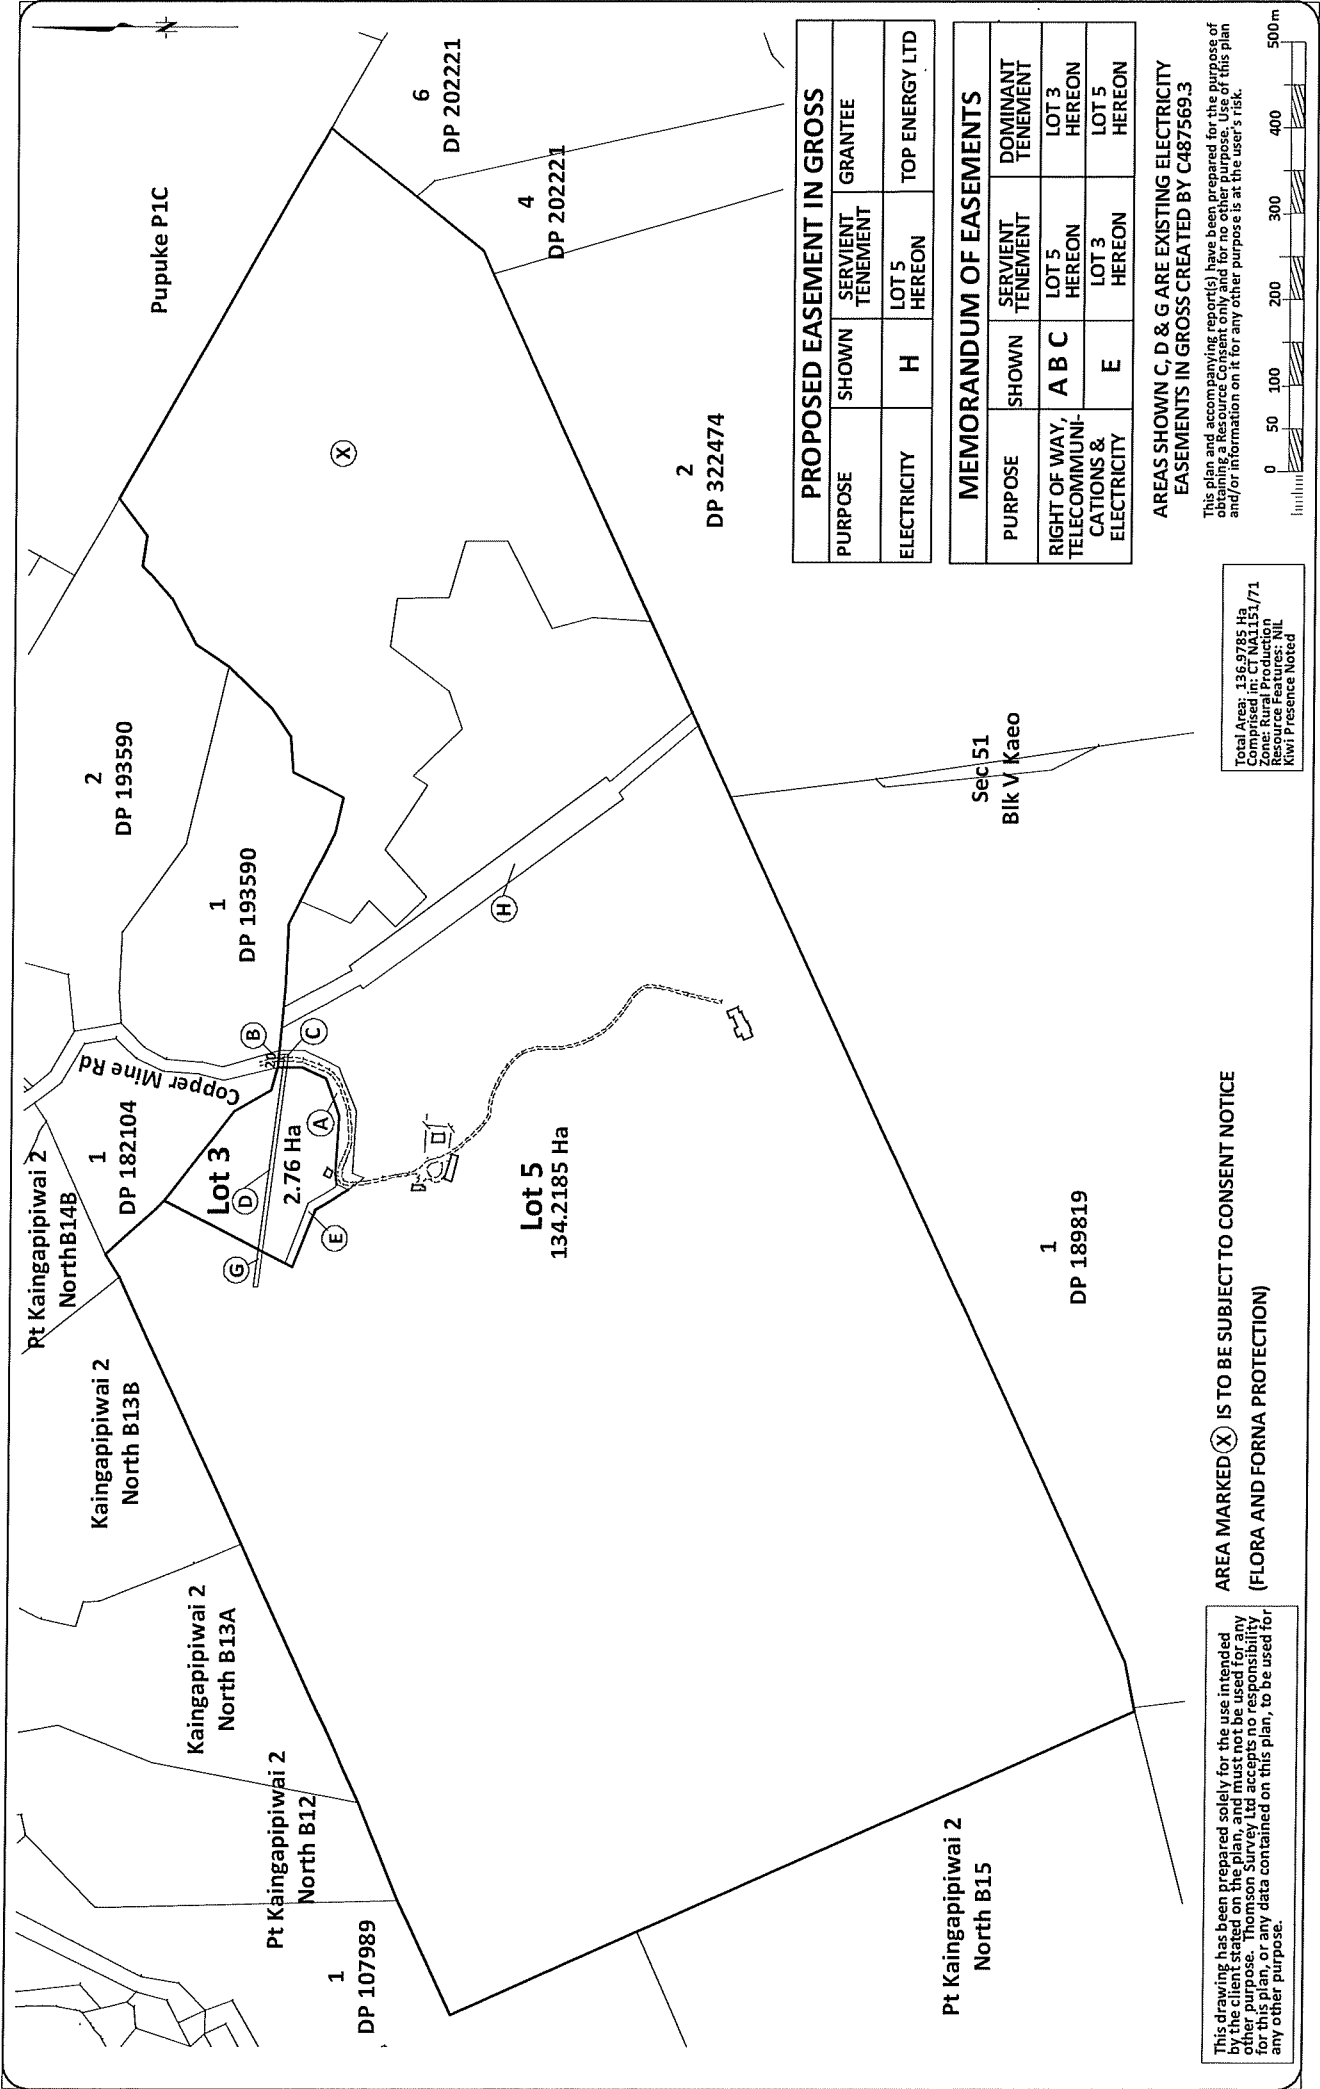 N
Pt Kaingapipiwai 2
NorthB14B
Kaingapipiwai 2
North B13B
Kaingapipiwai 2
North B13A
Pt Kaingapipiwai 2
North B12
1
DP 107989
Pt Kaingapipiwai 2
North B15
1
DP 182104
Copper Mine Rd
2
DP 193590
1
DP 193590
Pupuke P1C
6
DP 202221
4
DP 202221
2
DP 322474
Sec 51
Blk V Kaeo
1
DP 189819
Lot 3
2.76 Ha
Lot 5
134.2185 Ha
A
B
C
D
E
G
H
X
PROPOSED EASEMENT IN GROSS
PURPOSE SHOWN SERVIENT TENEMENT GRANTEE
ELECTRICITY H LOT 5 HEREON TOP ENERGY LTD
MEMORANDUM OF EASEMENTS
PURPOSE SHOWN SERVIENT TENEMENT DOMINANT TENEMENT
RIGHT OF WAY,
TELECOMMUNI-
CATIONS &
ELECTRICITY
A B C LOT 5 HEREON LOT 3 HEREON
E LOT 3 HEREON LOT 5 HEREON
AREAS SHOWN C, D & G ARE EXISTING ELECTRICITY
EASEMENTS IN GROSS CREATED BY C487569.3
This plan and accompanying report(s) have been prepared for the purpose of
obtaining a Resource Consent only and for no other purpose. Use of this plan
and/or information on it for any other purpose is at the user's risk.
0 50 100 200 300 400 500m
Total Area: 136.9785 Ha
Comprised in: CT NA1151/71
Zone: Rural Production
Resource Features: NIL
Kiwi Presence Noted
AREA MARKED X IS TO BE SUBJECT TO CONSENT NOTICE
(FLORA AND FORNA PROTECTION)
This drawing has been prepared solely for the use intended
by the client stated on the plan, and must not be used for any
other purpose. Thomson Survey Ltd accepts no responsibility
for this plan, or any data contained on this plan, to be used for
any other purpose.